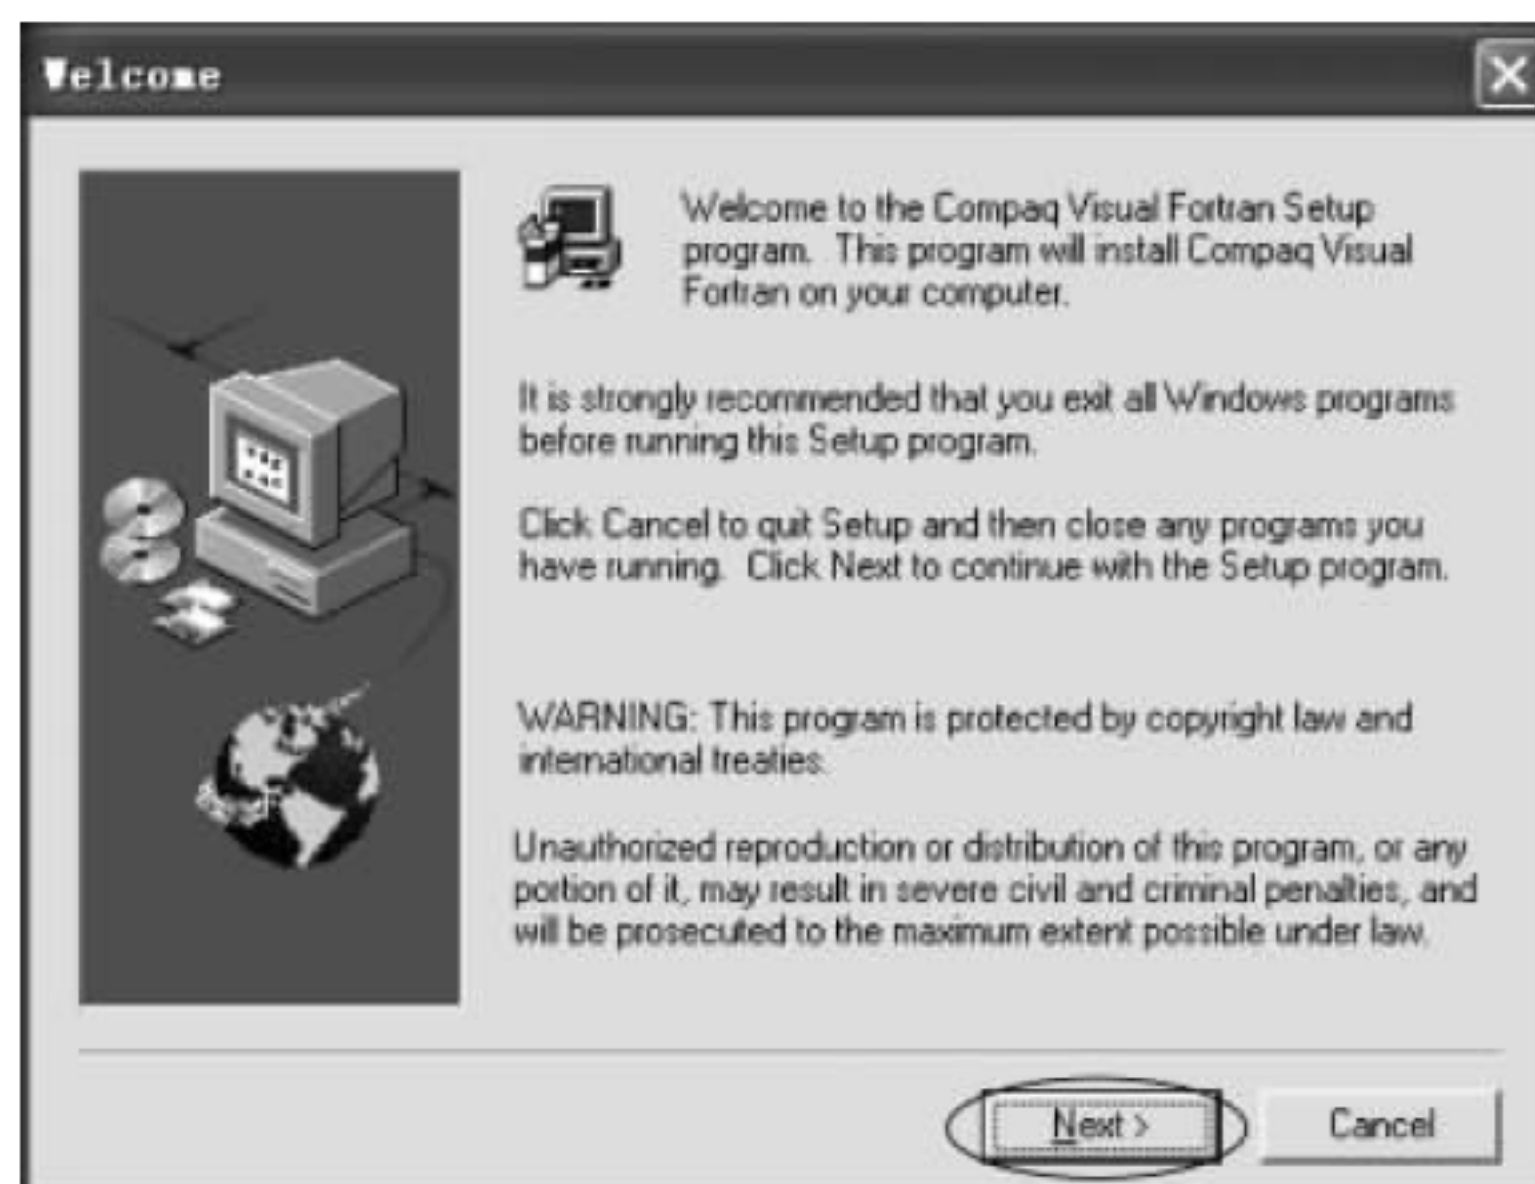 Welcome
Welcome to the Compaq Visual Fortran Setup
program. This program will install Compaq Visual
Fortran on your computer.
It is strongly recommended that you exit all Windows programs
before running this Setup program.
Click Cancel to quit Setup and then close any programs you
have running. Click Next to continue with the Setup program.
WARNING: This program is protected by copyright law and
international treaties.
Unauthorized reproduction or distribution of this program, or any
portion of it, may result in severe civil and criminal penalties, and
will be prosecuted to the maximum extent possible under law.
Next >
Cancel